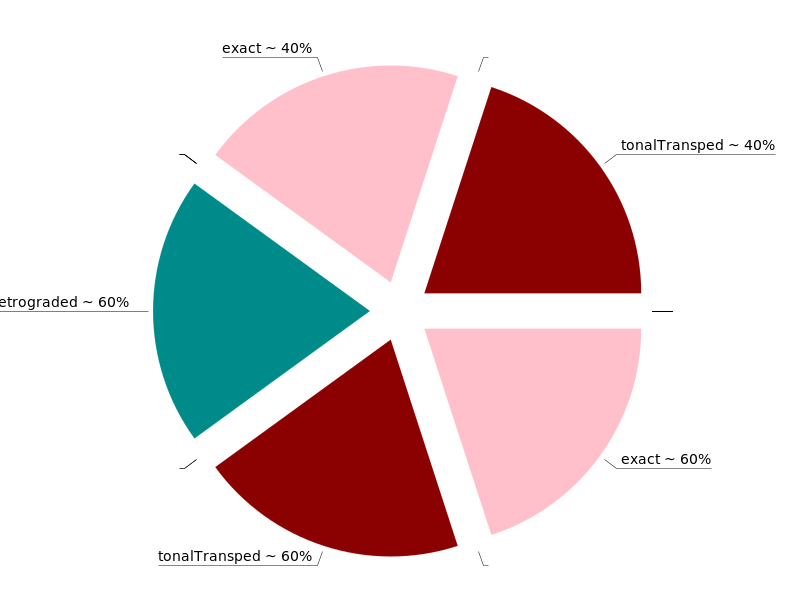 exact ~ 40%
tonalTransped ~ 40%
etrograded ~ 60%
exact ~ 60%
tonalTransped ~ 60%